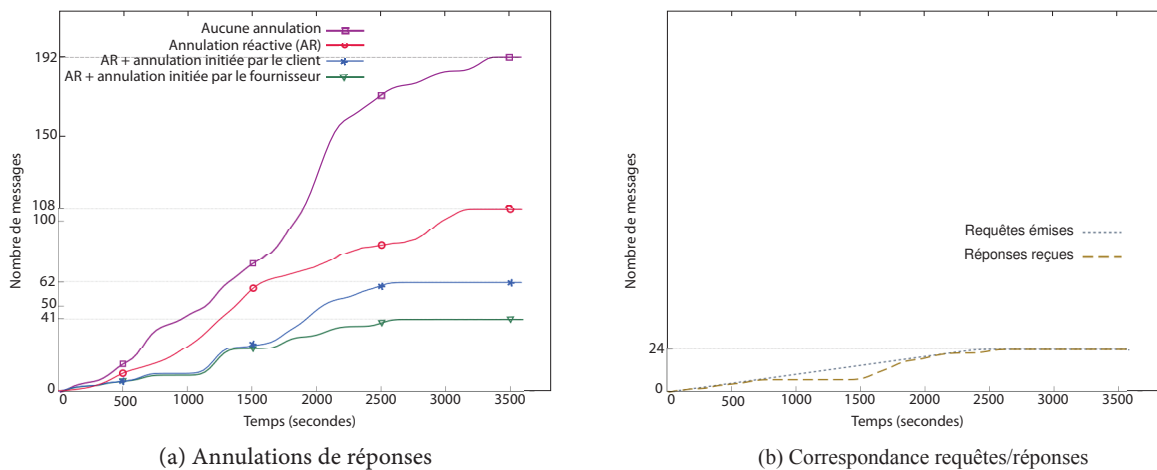 Aucune annulation
Annulation réactive (AR)
AR + annulation initiée par le client
AR + annulation initiée par le fournisseur
Nombre de messages
192
150
108
100
62
50
41
0
0 500 1000 1500 2000 2500 3000 3500
Temps (secondes)
(a) Annulations de réponses
Requêtes émises
Réponses reçues
Nombre de messages
24
0
0 500 1000 1500 2000 2500 3000 3500
Temps (secondes)
(b) Correspondance requêtes/réponses